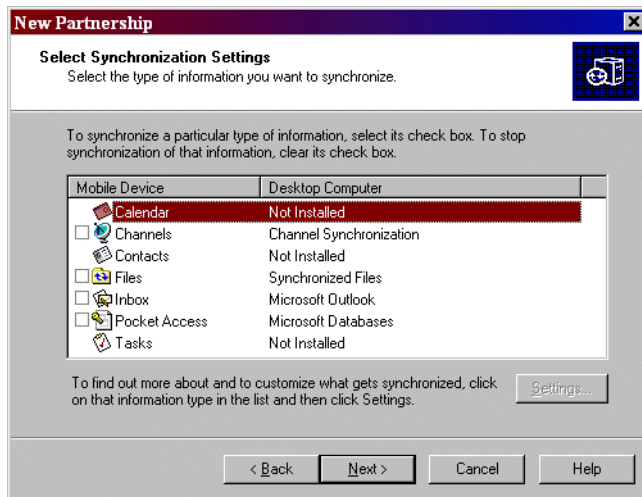 New Partnership
Select Synchronization Settings
Select the type of information you want to synchronize.
To synchronize a particular type of information, select its check box. To stop
synchronization of that information, clear its check box.
Mobile Device Desktop Computer
Calendar Not Installed
Channels Channel Synchronization
Contacts Not Installed
Files Synchronized Files
Inbox Microsoft Outlook
Pocket Access Microsoft Databases
Tasks Not Installed
To find out more about and to customize what gets synchronized, click
on that information type in the list and then click Settings.
Settings...
< Back Next > Cancel Help